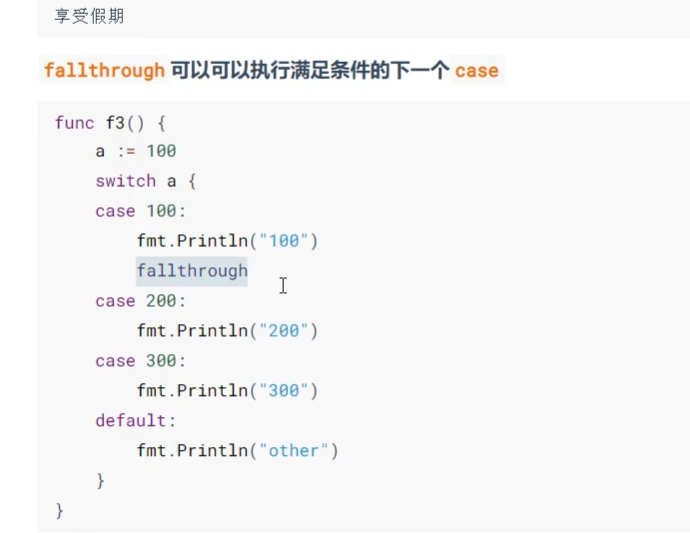 享受假期
fallthrough 可以可以执行满足条件的下一个 case
func f3() {
    a := 100
    switch a {
    case 100:
        fmt.Println("100")
        fallthrough
    case 200:
        fmt.Println("200")
    case 300:
        fmt.Println("300")
    default:
        fmt.Println("other")
    }
}